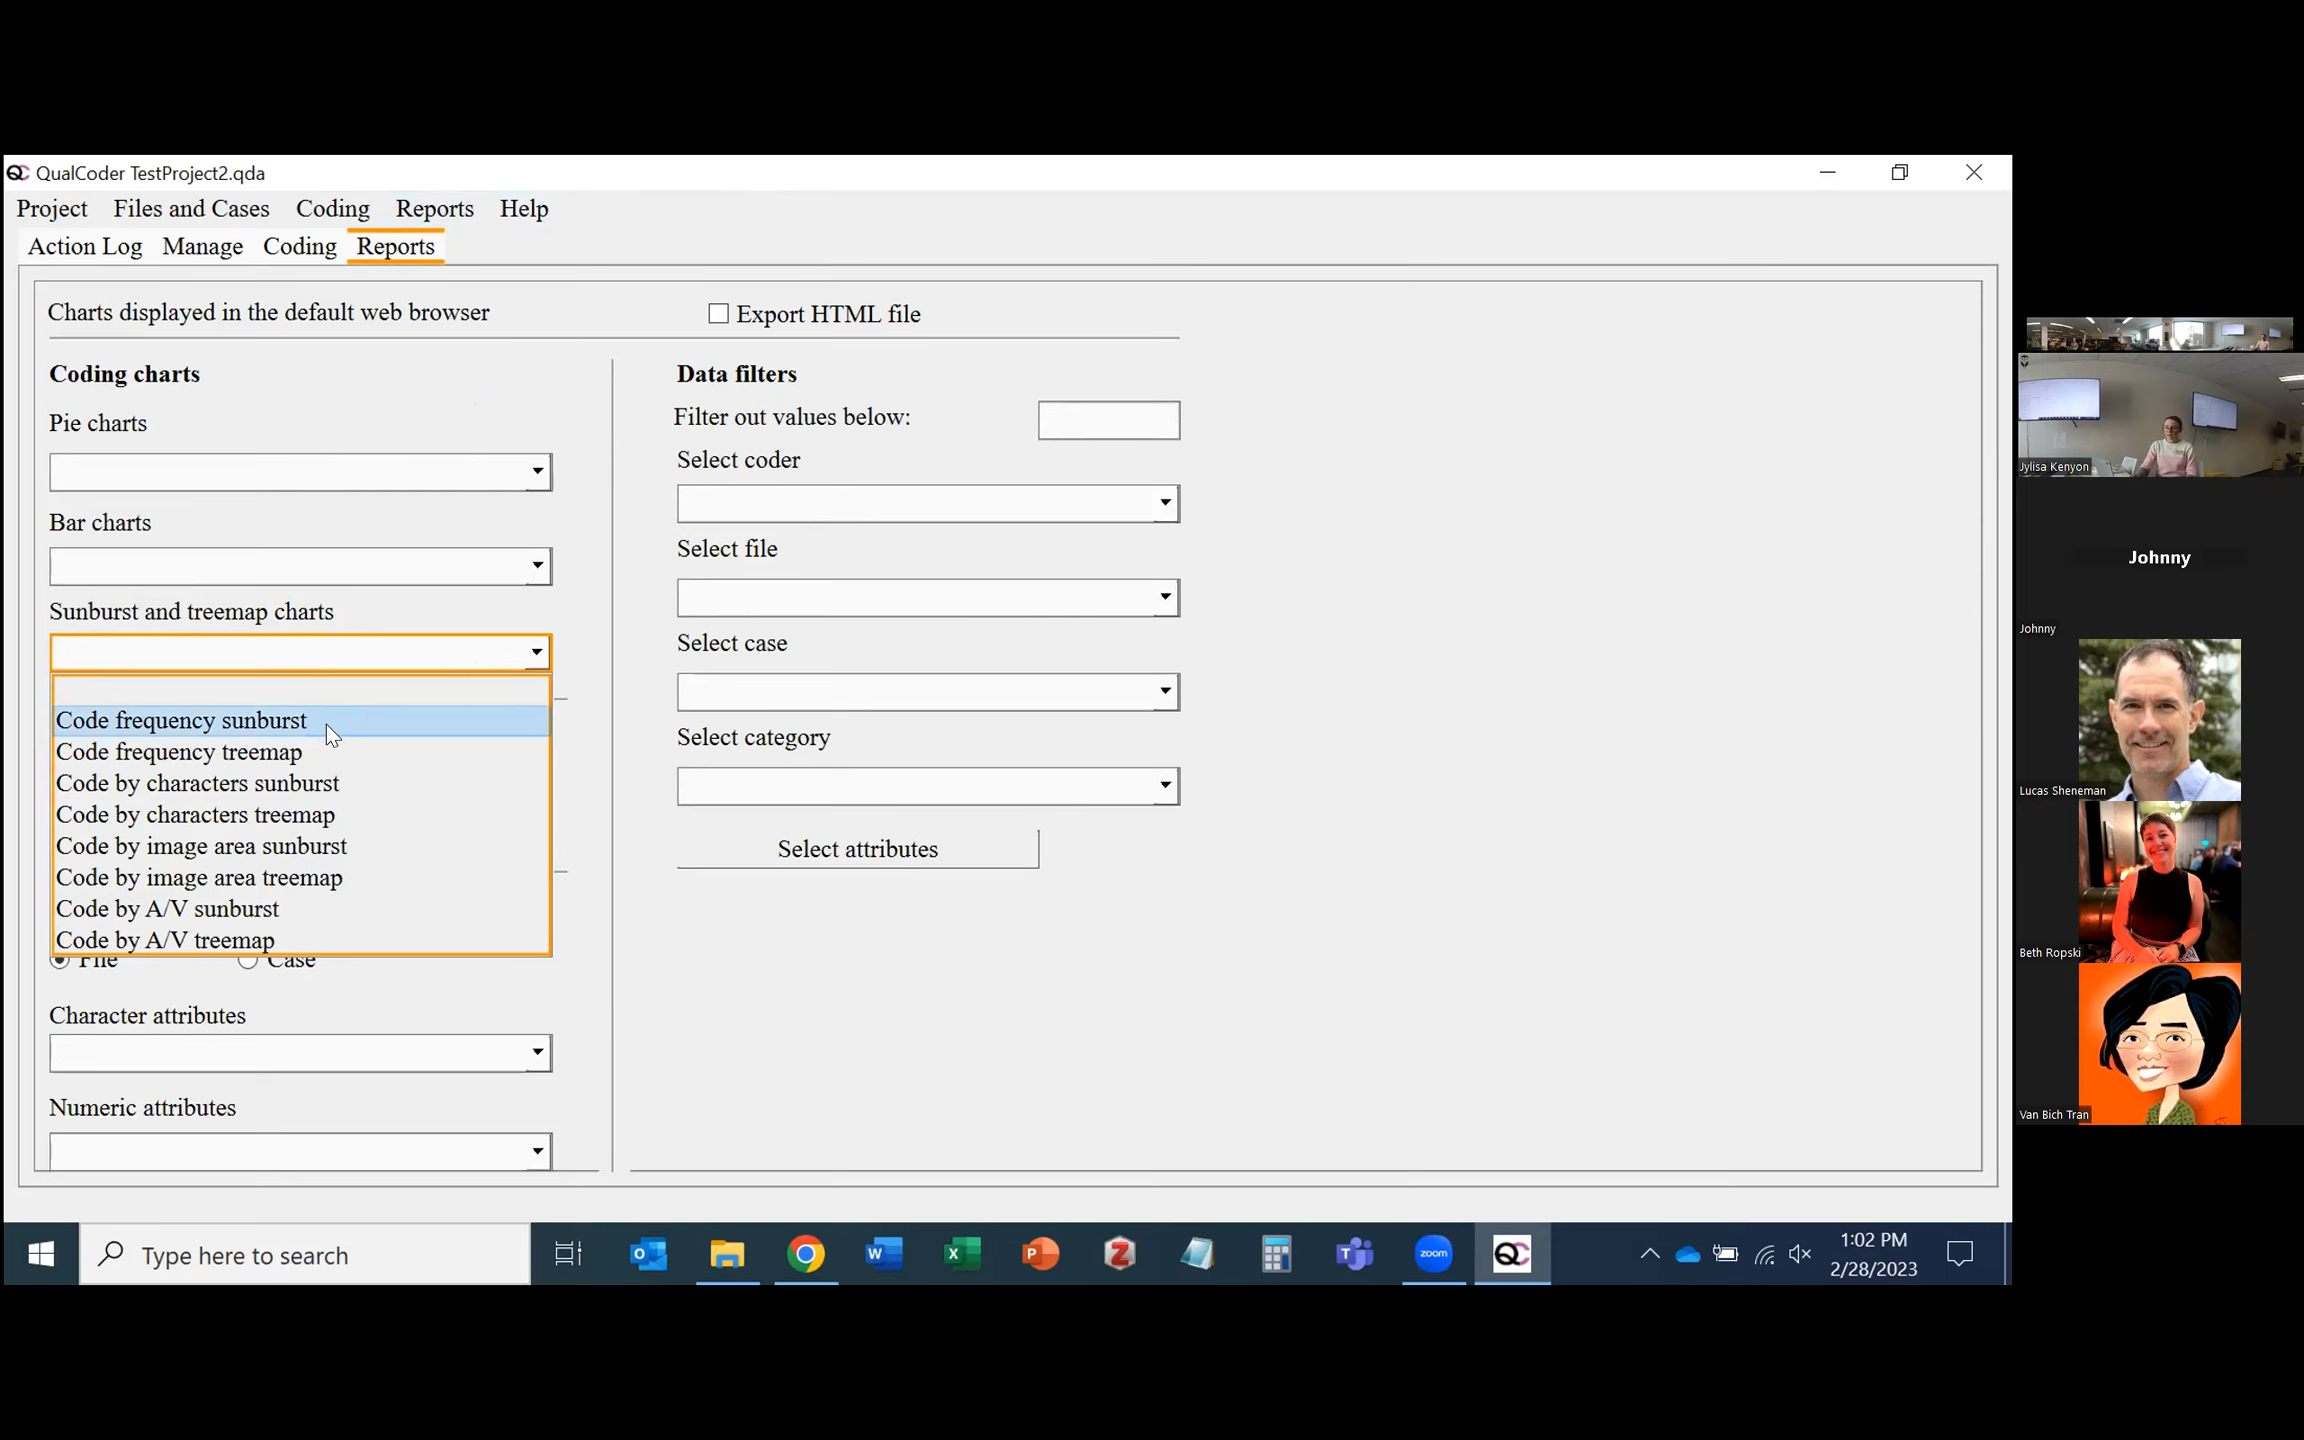 QualCoder TestProject2.qda
Project Files and Cases Coding Reports Help
Action Log Manage Coding Reports
Charts displayed in the default web browser
Export HTML file
Coding charts
Pie charts
Bar charts
Sunburst and treemap charts
Code frequency sunburst
Code frequency treemap
Code by characters sunburst
Code by characters treemap
Code by image area sunburst
Code by image area treemap
Code by A/V sunburst
Code by A/V treemap
File Case
Character attributes
Numeric attributes
Data filters
Filter out values below:
Select coder
Select file
Select case
Select category
Select attributes
Jylisa Kenyon
Johnny
Johnny
Lucas Sheneman
Beth Ropski
Van Bich Tran
Type here to search
zoom
1:02 PM
2/28/2023